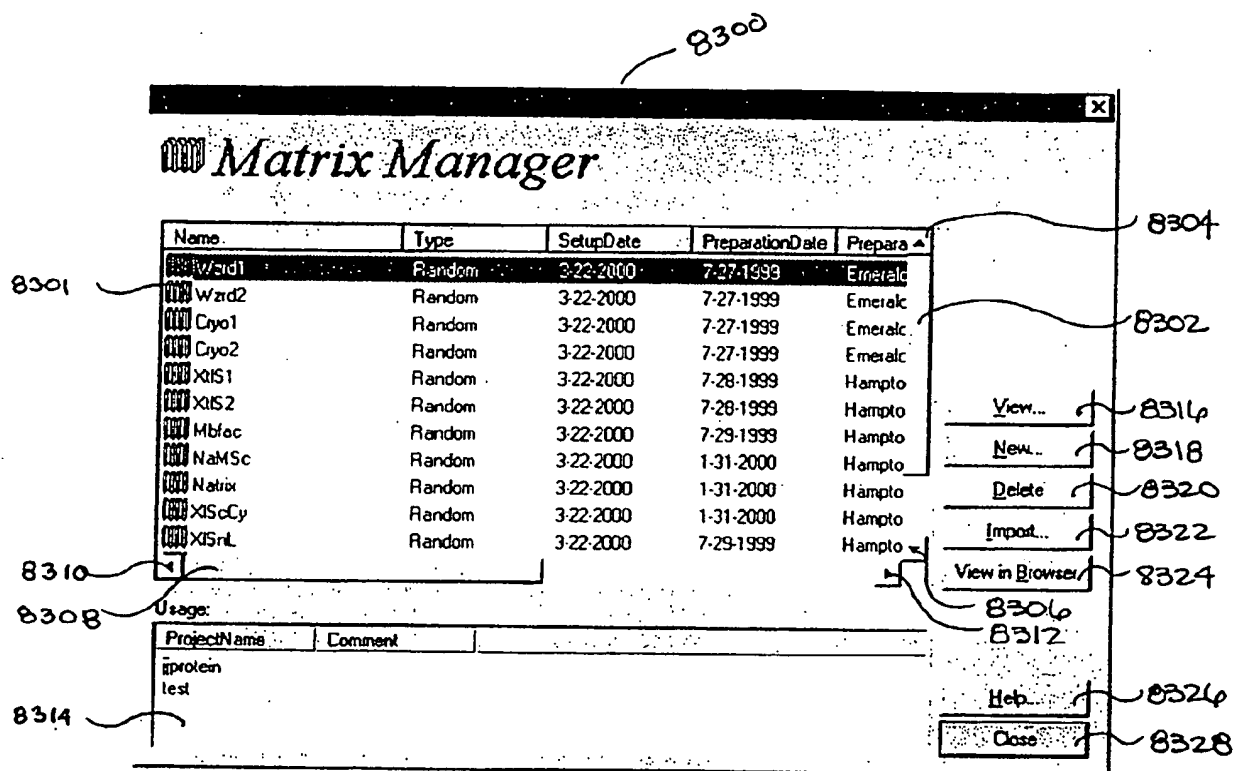 8300
Matrix Manager
Name Type SetupDate PreparationDate Prepara
8304
Wzrd1 Random 3-22-2000 7-27-1999 Emeralc
8301
Wzrd2 Random 3-22-2000 7-27-1999 Emeralc
Cryo1 Random 3-22-2000 7-27-1999 Emeralc
8302
Cryo2 Random 3-22-2000 7-27-1999 Emeralc
XtlS1 Random 3-22-2000 7-28-1999 Hampto
XtlS2 Random 3-22-2000 7-28-1999 Hampto
View... 8316
Mbfac Random 3-22-2000 7-29-1999 Hampto
New... 8318
NaMSc Random 3-22-2000 1-31-2000 Hampto
Natrix Random 3-22-2000 1-31-2000 Hampto
Delete 8320
XlScCy Random 3-22-2000 1-31-2000 Hampto
Import... 8322
XlSnL Random 3-22-2000 7-29-1999 Hampto
8310
View in Browser 8324
8308
8306
Usage:
8312
ProjectName Comment
test
8314
Help... 8326
Close 8328